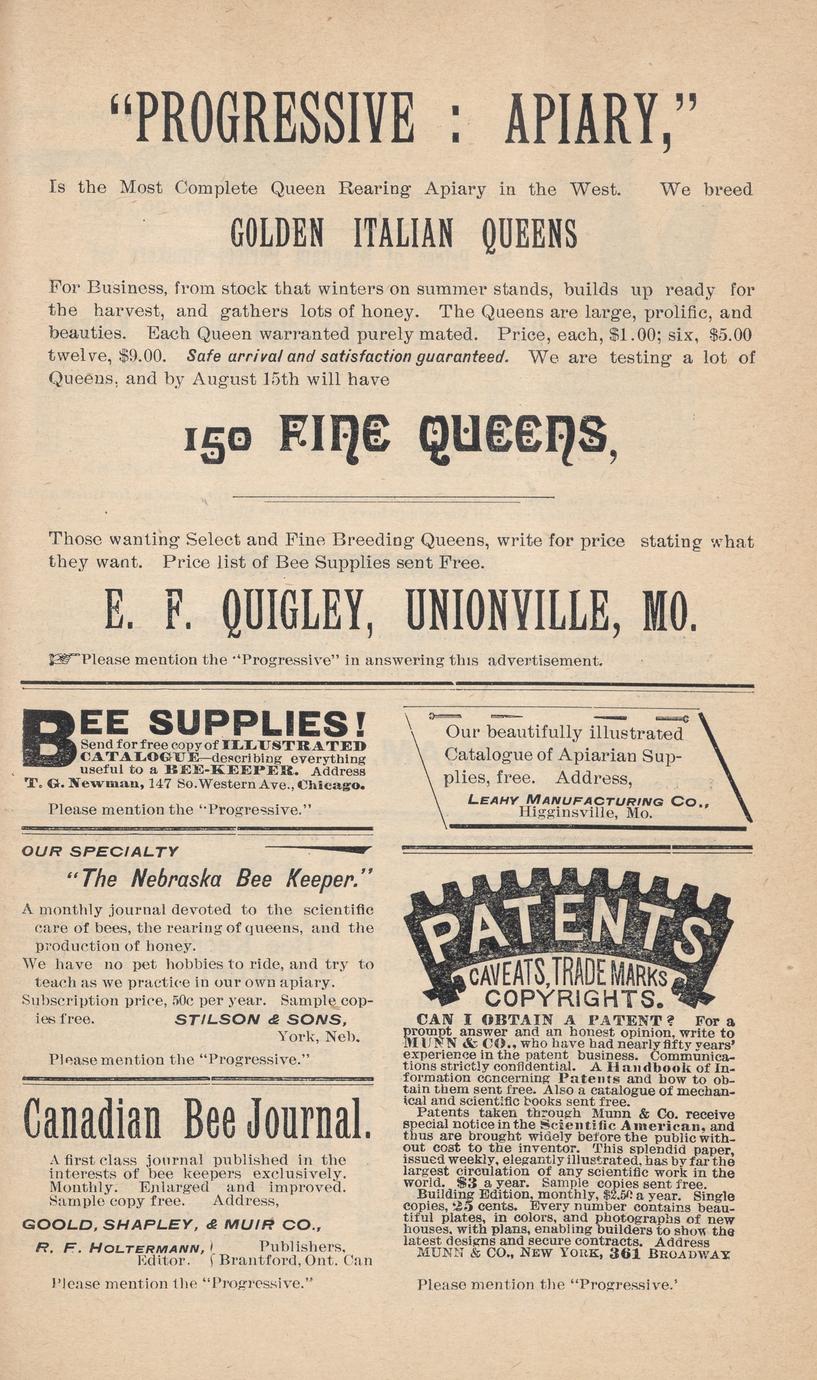 “PROGRESSIVE : APIARY,”
Is the Most Complete Queen Rearing Apiary in the West. We breed
GOLDEN ITALIAN QUEENS
For Business, from stock that winters on summer stands, builds up ready for
the harvest, and gathers lots of honey. The Queens are large, prolific, and
beauties. Each Queen warranted purely mated. Price, each, $1.00; six, $5.00
twelve, $9.00. Safe arrival and satisfaction guaranteed. We are testing a lot of
Queens, and by August 15th will have
150 FINE QUEENS,
Those wanting Select and Fine Breeding Queens, write for price stating what
they want. Price list of Bee Supplies sent Free.
E. F. QUIGLEY, UNIONVILLE, MO.
☞Please mention the “Progressive” in answering this advertisement.
BEE SUPPLIES!
Send for free copy of ILLUSTRATED
CATALOGUE—describing everything
useful to a BEE-KEEPER. Address
T. G. Newman, 147 So. Western Ave., Chicago.
Please mention the “Progressive.”
OUR SPECIALTY
“The Nebraska Bee Keeper.”
A monthly journal devoted to the scientific
care of bees, the rearing of queens, and the
production of honey.
We have no pet hobbies to ride, and try to
teach as we practice in our own apiary.
Subscription price, 50c per year. Sample cop-
ies free. STILSON & SONS,
York, Neb.
Please mention the “Progressive.”
Canadian Bee Journal.
A first class journal published in the
interests of bee keepers exclusively.
Monthly. Enlarged and improved.
Sample copy free. Address,
GOOLD, SHAPLEY, & MUIR CO.,
R. F. HOLTERMANN, Publishers,
Editor. Brantford, Ont. Can
Please mention the “Progressive.”
Our beautifully illustrated
Catalogue of Apiarian Sup-
plies, free. Address,
LEAHY MANUFACTURING CO.,
Higginsville, Mo.
PATENTS
CAVEATS, TRADE MARKS
COPYRIGHTS.
CAN I OBTAIN A PATENT? For a
prompt answer and an honest opinion, write to
MUNN & CO., who have had nearly fifty years’
experience in the patent business. Communica-
tions strictly confidential. A Handbook of In-
formation concerning Patents and how to ob-
tain them sent free. Also a catalogue of mechan-
ical and scientific books sent free.
Patents taken through Munn & Co. receive
special notice in the Scientific American, and
thus are brought widely before the public with-
out cost to the inventor. This splendid paper,
issued weekly, elegantly illustrated, has by far the
largest circulation of any scientific work in the
world. $3 a year. Sample copies sent free.
Building Edition, monthly, $2.50 a year. Single
copies, 25 cents. Every number contains beau-
tiful plates, in colors, and photographs of new
houses, with plans, enabling builders to show the
latest designs and secure contracts. Address
MUNN & CO., NEW YORK, 361 BROADWAY
Please mention the “Progressive.’